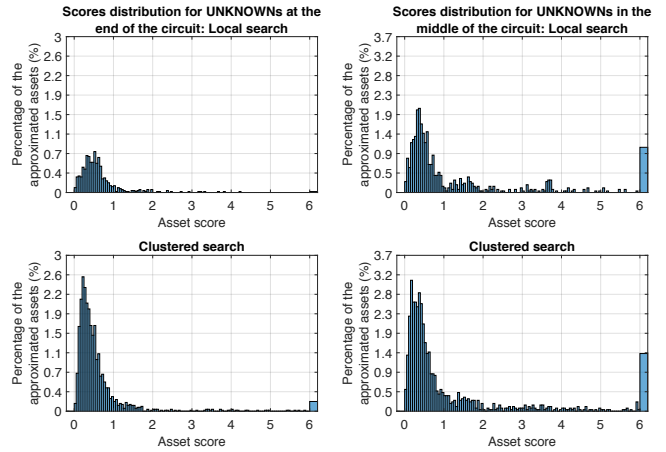 Scores distribution for UNKNOWNs at the
end of the circuit: Local search
3
2.6
2.2
1.9
1.5
1.1
0.7
0.4
0
Percentage of the
approximated assets (%)
0 1 2 3 4 5 6
Asset score
Scores distribution for UNKNOWNs in the
middle of the circuit: Local search
3.7
3.2
2.8
2.3
1.9
1.4
0.9
0.5
0
Percentage of the
approximated assets (%)
0 1 2 3 4 5 6
Asset score
Clustered search
3
2.6
2.2
1.9
1.5
1.1
0.7
0.4
0
Percentage of the
approximated assets (%)
0 1 2 3 4 5 6
Asset score
Clustered search
3.7
3.2
2.8
2.3
1.9
1.4
0.9
0.5
0
Percentage of the
approximated assets (%)
0 1 2 3 4 5 6
Asset score